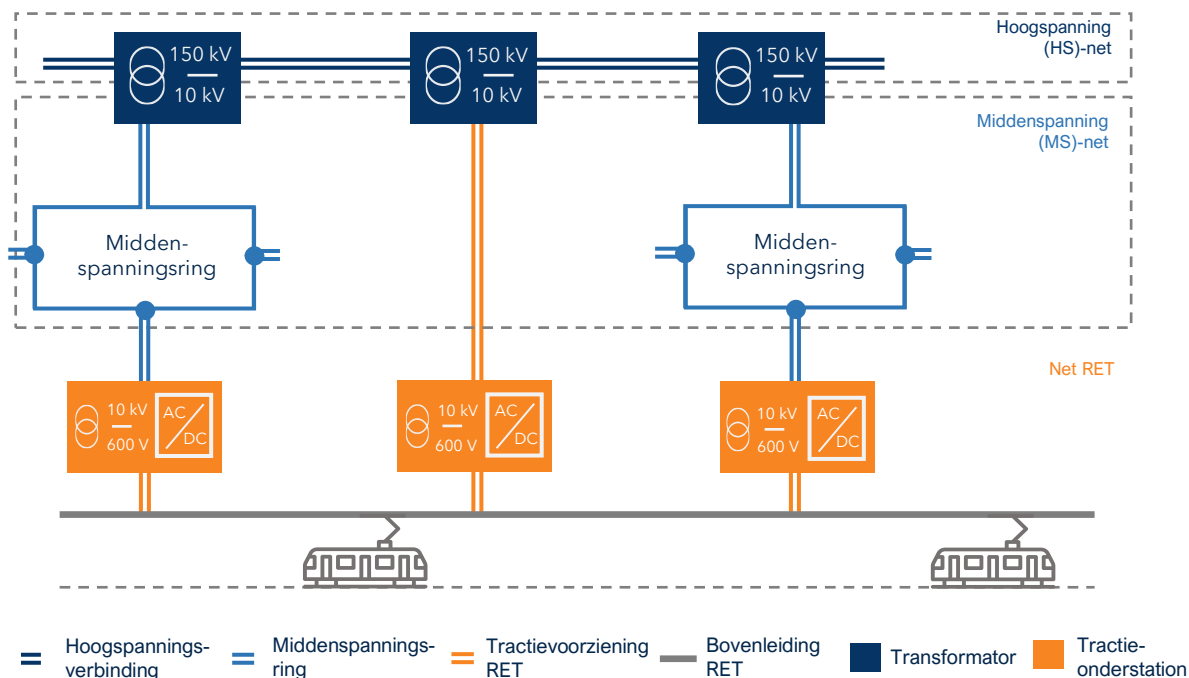 Hoogspanning
(HS)-net
150 kV
10 kV
150 kV
10 kV
150 kV
10 kV
Middenspanning
(MS)-net
Midden-
spanningsring
Midden-
spanningsring
Net RET
10 kV
600 V
AC
DC
10 kV
600 V
AC
DC
10 kV
600 V
AC
DC
Hoogspannings-
verbinding
Middenspannings-
ring
Tractievoorziening
RET
Bovenleiding
RET
Transformator
Tractie-
onderstation